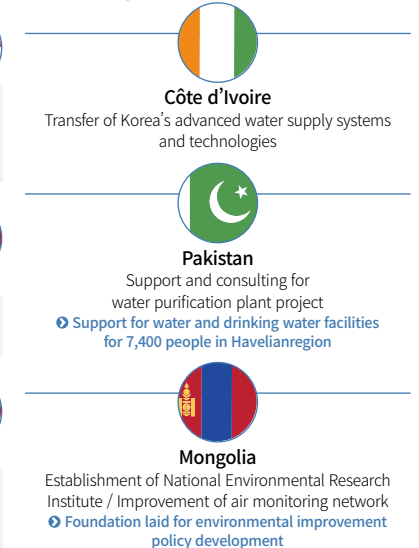 Côte d’Ivoire
Transfer of Korea’s advanced water supply systems
and technologies
Pakistan
Support and consulting for
water purification plant project
Support for water and drinking water facilities
for 7,400 people in Havelianregion
Mongolia
Establishment of National Environmental Research
Institute / Improvement of air monitoring network
Foundation laid for environmental improvement
policy development